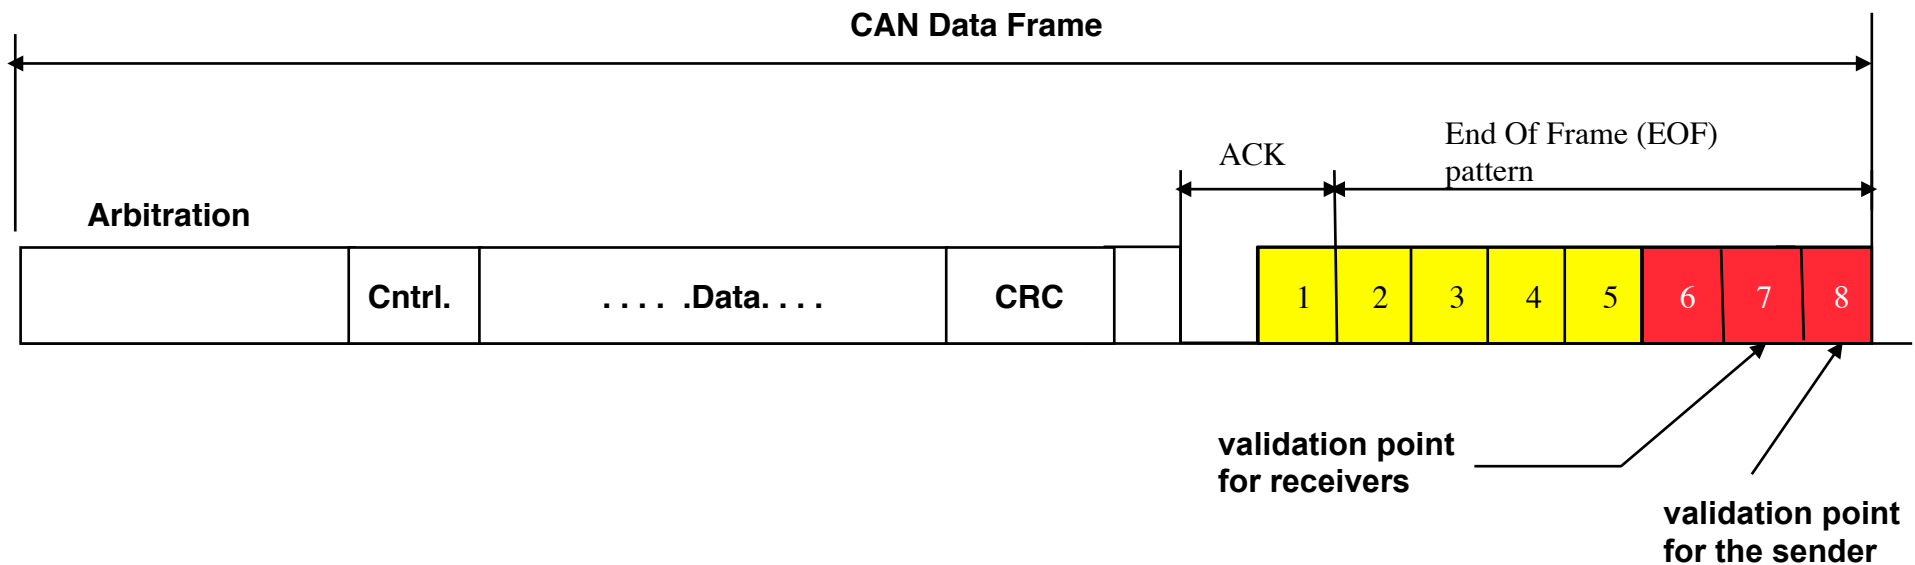 CAN Data Frame
End Of Frame (EOF)
pattern
ACK
Arbitration
Cntrl.
. . . . .Data. . . .
CRC
1 2 3 4 5 6 7 8
validation point
for receivers
validation point
for the sender